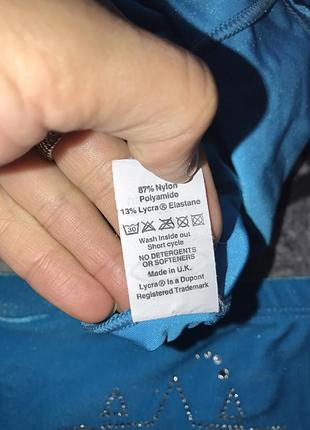 87% Nylon
Polyamide
13% Lycra® Elastane
30
Wash Inside out
Short cycle
NO DETERGENTS
OR SOFTENERS
Made in U.K.
Lycra® is a Dupont
Registered Trademark